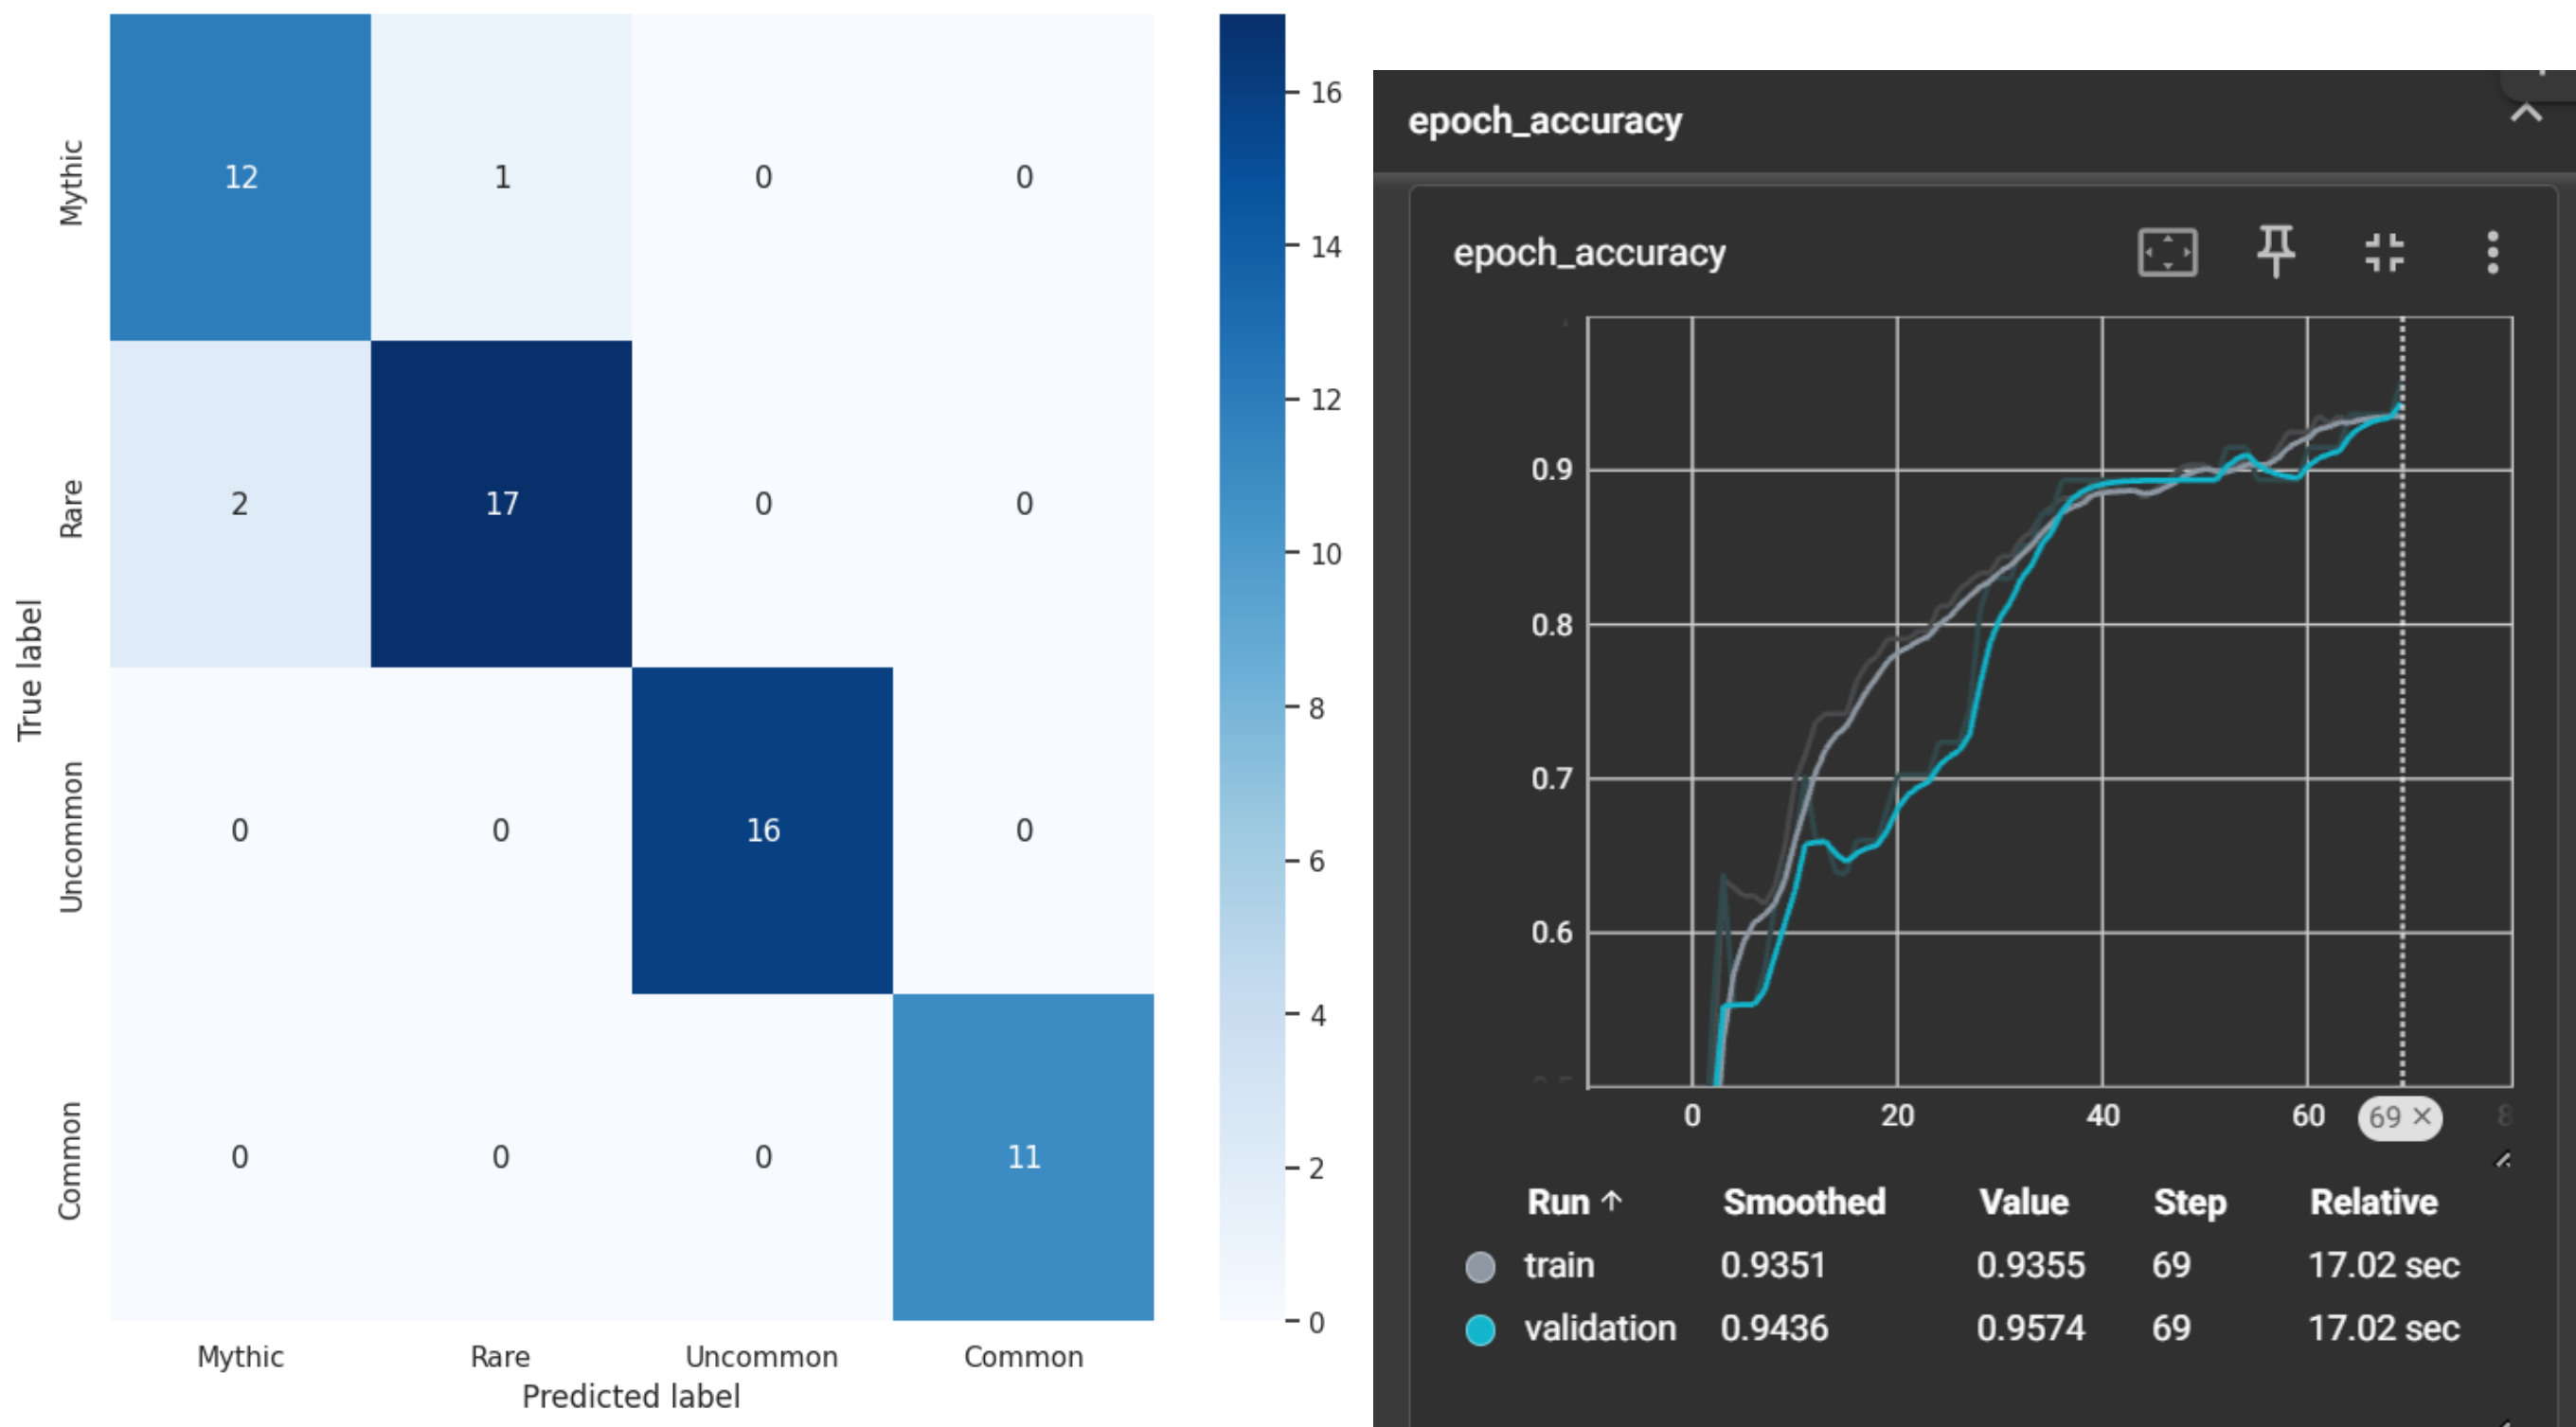 True label
Mythic
12 1 0 0
Rare
2 17 0 0
Uncommon
0 0 16 0
Common
0 0 0 11
Mythic Rare Uncommon Common
Predicted label
16
14
12
10
8
6
4
2
0
epoch_accuracy
epoch_accuracy
0.9
0.8
0.7
0.6
0 20 40 60 69 × 8
Run ↑ Smoothed Value Step Relative
train 0.9351 0.9355 69 17.02 sec
validation 0.9436 0.9574 69 17.02 sec